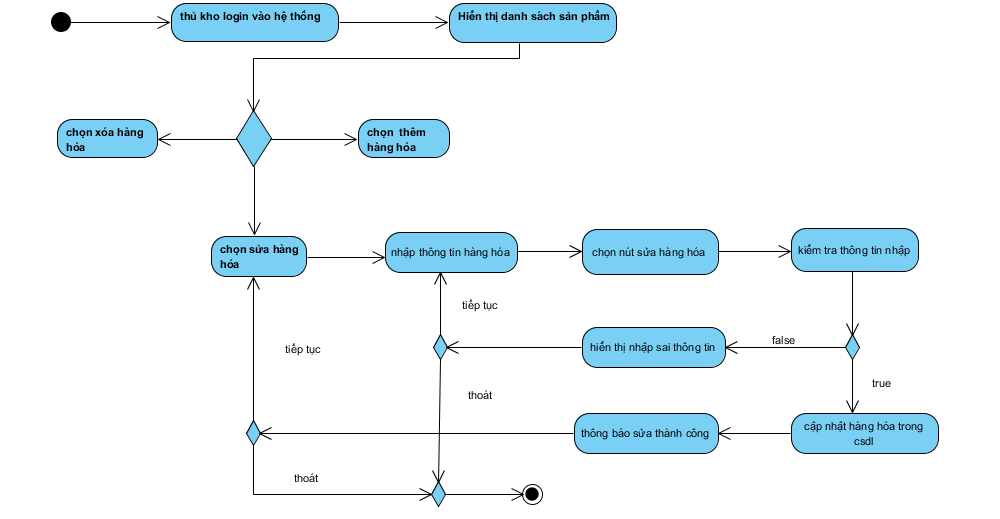 thủ kho login vào hệ thống
Hiển thị danh sách sản phẩm
chọn xóa hàng
hóa
chọn thêm
hàng hóa
chọn sửa hàng
hóa
nhập thông tin hàng hóa
chọn nút sửa hàng hóa
kiểm tra thông tin nhập
tiếp tục
tiếp tục
hiển thị nhập sai thông tin
false
true
thoát
thông báo sửa thành công
cập nhật hàng hóa trong
csdl
thoát